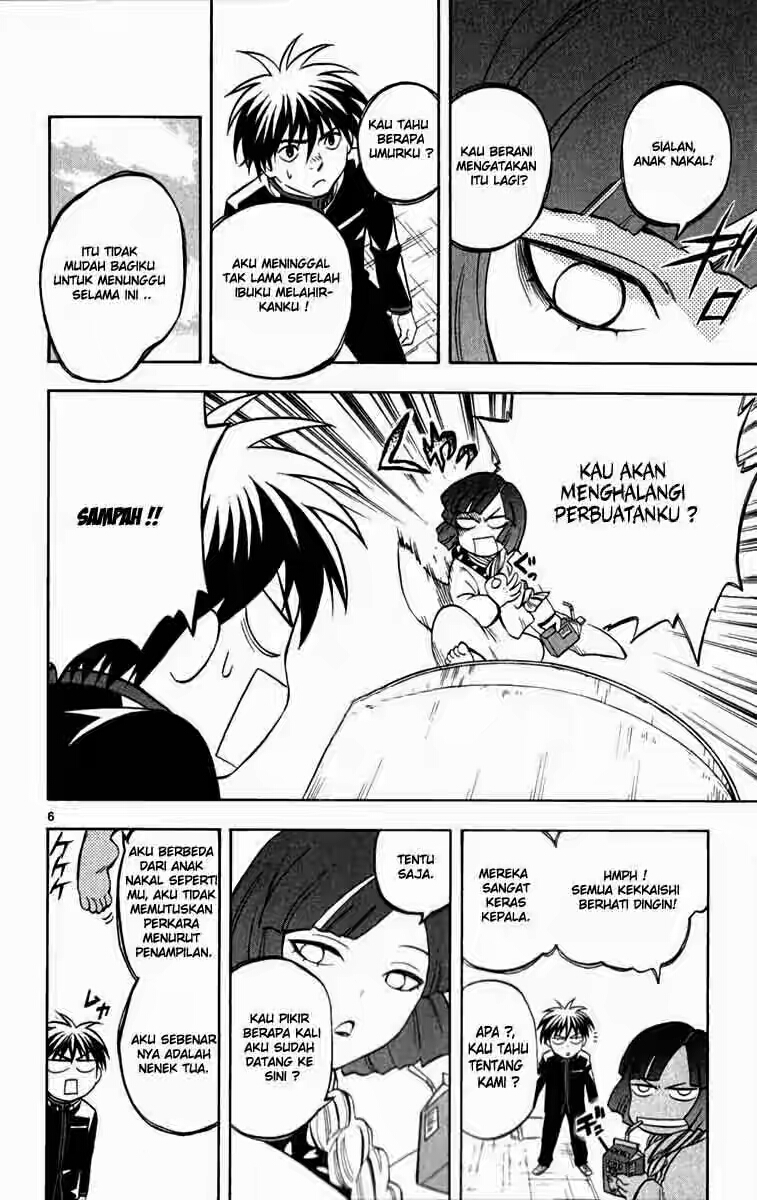 SIALAN,
ANAK NAKAL!
KAU BERANI
MENGATAKAN
ITU LAGI?
KAU TAHU
BERAPA
UMURKU ?
AKU MENINGGAL
TAK LAMA SETELAH
IBUKU MELAHIR-
KANKU !
ITU TIDAK
MUDAH BAGIKU
UNTUK MENUNGGU
SELAMA INI ..
KAU AKAN
MENGHALANGI
PERBUATANKU ?
SAMPAH !!
6
HMPH !
SEMUA KEKKAISHI
BERHATI DINGIN!
MEREKA
SANGAT
KERAS
KEPALA.
APA ?,
KAU TAHU
TENTANG
KAMI ?
TENTU
SAJA.
KAU PIKIR
BERAPA KALI
AKU SUDAH
DATANG KE
SINI ?
AKU BERBEDA
DARI ANAK
NAKAL SEPERTI
MU, AKU TIDAK
MEMUTUSKAN
PERKARA
MENURUT
PENAMPILAN.
AKU SEBENAR
NYA ADALAH
NENEK TUA.